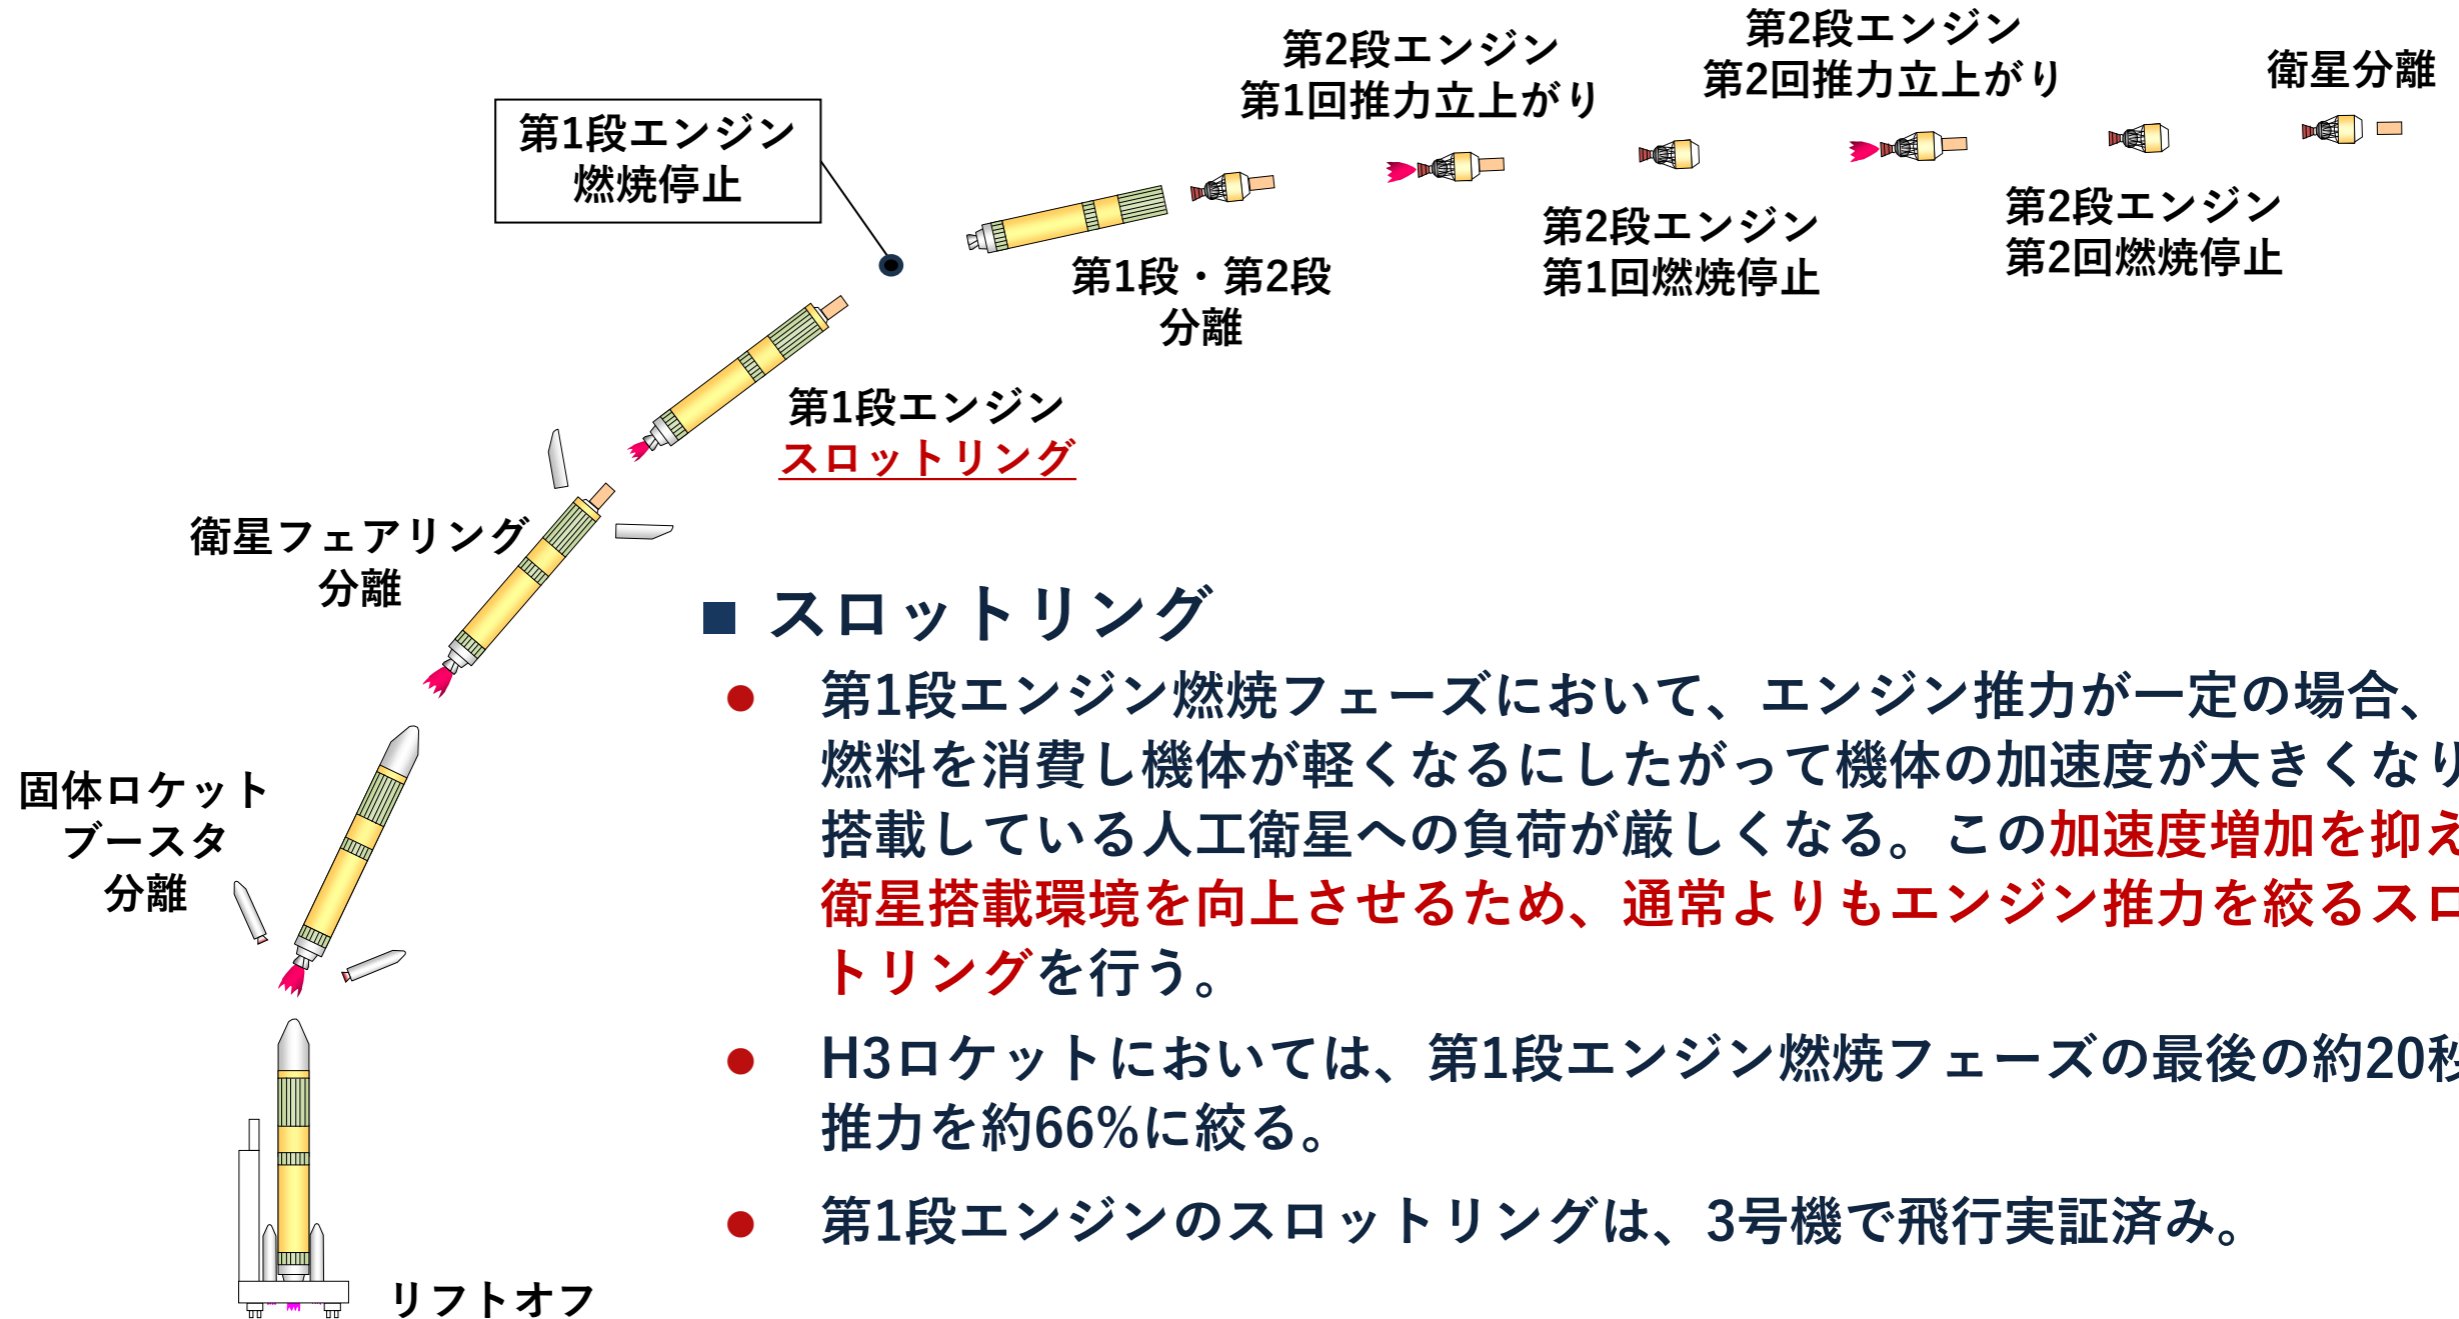 第2段エンジン
第1回推力立上がり
第2段エンジン
第2回推力立上がり
衛星分離
第1段エンジン
燃焼停止
第2段エンジン
第1回燃焼停止
第2段エンジン
第2回燃焼停止
第1段・第2段
分離
第1段エンジン
スロットリング
衛星フェアリング
分離
固体ロケット
ブースタ
分離
リフトオフ
■ スロットリング
● 第1段エンジン燃焼フェーズにおいて、エンジン推力が一定の場合、
燃料を消費し機体が軽くなるにしたがって機体の加速度が大きくなり
搭載している人工衛星への負荷が厳しくなる。この加速度増加を抑え
衛星搭載環境を向上させるため、通常よりもエンジン推力を絞るスロ
トリングを行う。
● H3ロケットにおいては、第1段エンジン燃焼フェーズの最後の約20秒
推力を約66%に絞る。
● 第1段エンジンのスロットリングは、3号機で飛行実証済み。